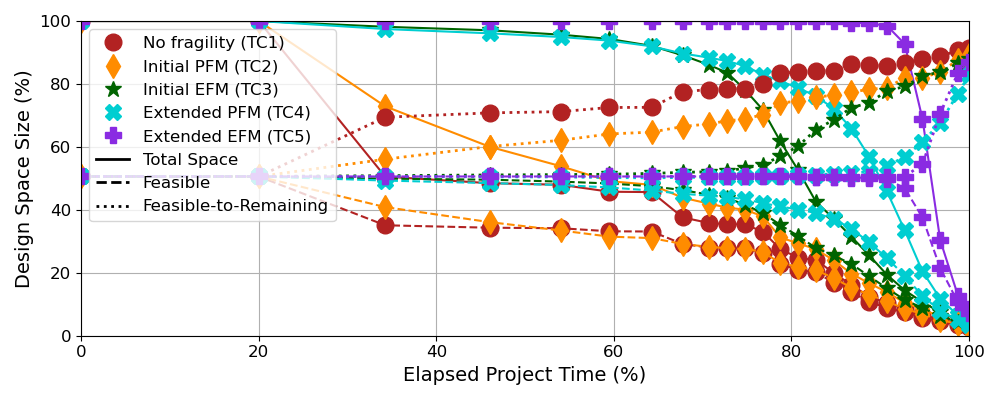 100
80
60
40
20
0
Design Space Size (%)
No fragility (TC1)
Initial PFM (TC2)
Initial EFM (TC3)
Extended PFM (TC4)
Extended EFM (TC5)
Total Space
Feasible
Feasible-to-Remaining
0 20 40 60 80 100
Elapsed Project Time (%)